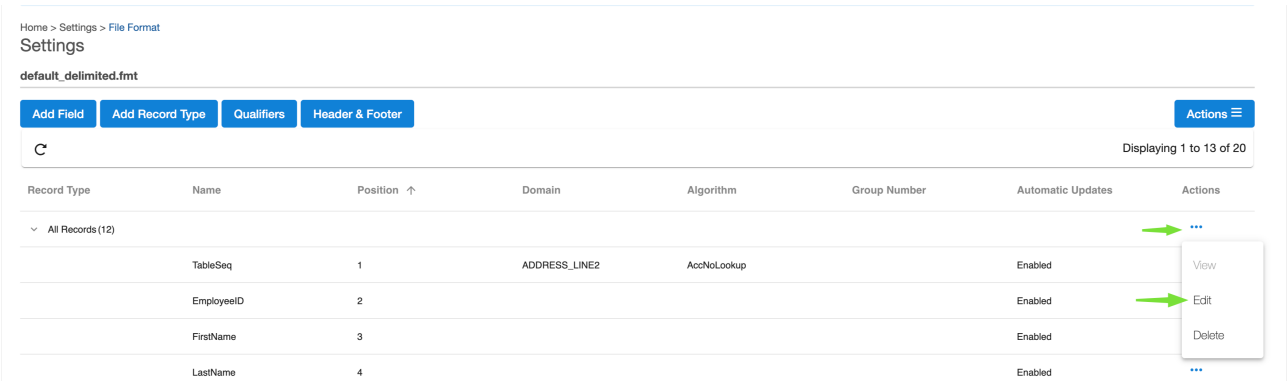 Home > Settings > File Format
Settings
default_delimited.fmt
Add Field Add Record Type Qualifiers Header & Footer Actions
Displaying 1 to 13 of 20
Record Type Name Position Domain Algorithm Group Number Automatic Updates Actions
All Records (12)
TableSeq 1 ADDRESS_LINE2 AccNoLookup Enabled View
EmployeeID 2 Enabled Edit
FirstName 3 Enabled Delete
LastName 4 Enabled